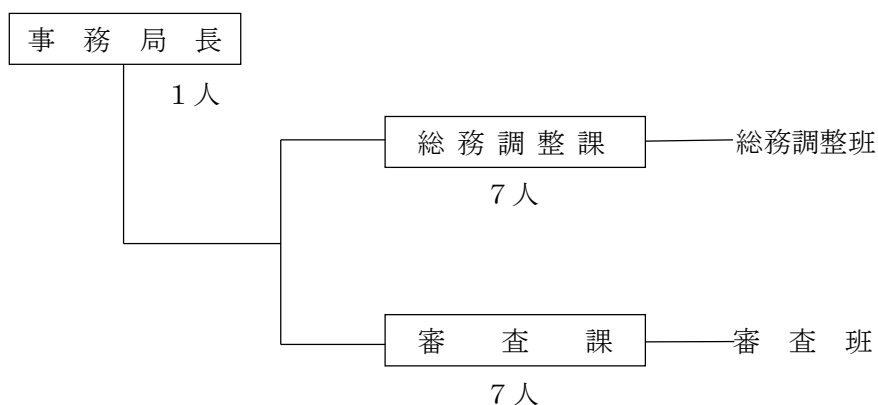 事務局長
１人
総務調整課
総務調整班
７人
審査課
審査班
７人